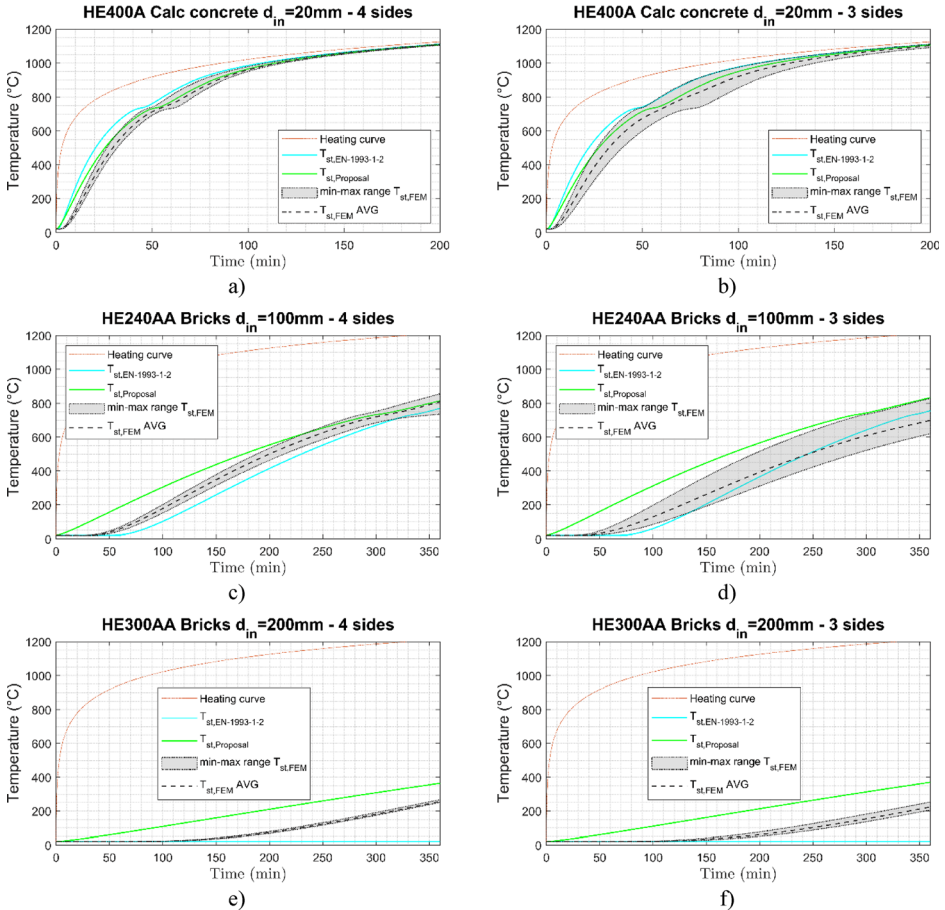 HE400A Calc concrete d_in=20mm - 4 sides
1200
1000
800
600
400
200
0
Temperature (°C)
Heating curve
T_st,EN-1993-1-2
T_st,Proposal
min-max range T_st,FEM
T_st,FEM AVG
0 50 100 150 200
Time (min)
a)
HE400A Calc concrete d_in=20mm - 3 sides
1200
1000
800
600
400
200
0
Temperature (°C)
Heating curve
T_st,EN-1993-1-2
T_st,Proposal
min-max range T_st,FEM
T_st,FEM AVG
0 50 100 150 200
Time (min)
b)
HE240AA Bricks d_in=100mm - 4 sides
1200
1000
800
600
400
200
0
Temperature (°C)
Heating curve
T_st,EN-1993-1-2
T_st,Proposal
min-max range T_st,FEM
T_st,FEM AVG
0 50 100 150 200 250 300 350
Time (min)
c)
HE240AA Bricks d_in=100mm - 3 sides
1200
1000
800
600
400
200
0
Temperature (°C)
Heating curve
T_st,EN-1993-1-2
T_st,Proposal
min-max range T_st,FEM
T_st,FEM AVG
0 50 100 150 200 250 300 350
Time (min)
d)
HE300AA Bricks d_in=200mm - 4 sides
1200
1000
800
600
400
200
0
Temperature (°C)
Heating curve
T_st,EN-1993-1-2
T_st,Proposal
min-max range T_st,FEM
T_st,FEM AVG
0 50 100 150 200 250 300 350
Time (min)
e)
HE300AA Bricks d_in=200mm - 3 sides
1200
1000
800
600
400
200
0
Temperature (°C)
Heating curve
T_st,EN-1993-1-2
T_st,Proposal
min-max range T_st,FEM
T_st,FEM AVG
0 50 100 150 200 250 300 350
Time (min)
f)